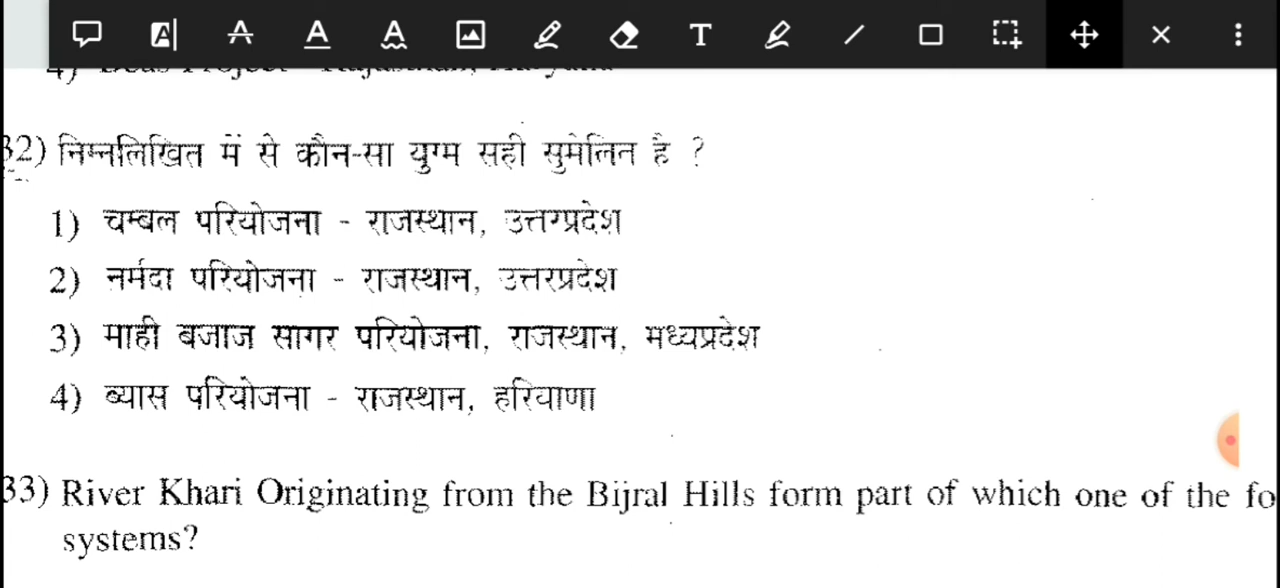 32) निम्नलिखित में से कौन-सा युग्म सही सुमेलित है ?
1) चम्बल परियोजना - राजस्थान, उत्तरप्रदेश
2) नर्मदा परियोजना - राजस्थान, उत्तरप्रदेश
3) माही बजाज सागर परियोजना, राजस्थान, मध्यप्रदेश
4) व्यास परियोजना - राजस्थान, हरियाणा
33) River Khari Originating from the Bijral Hills form part of which one of the fo
systems?